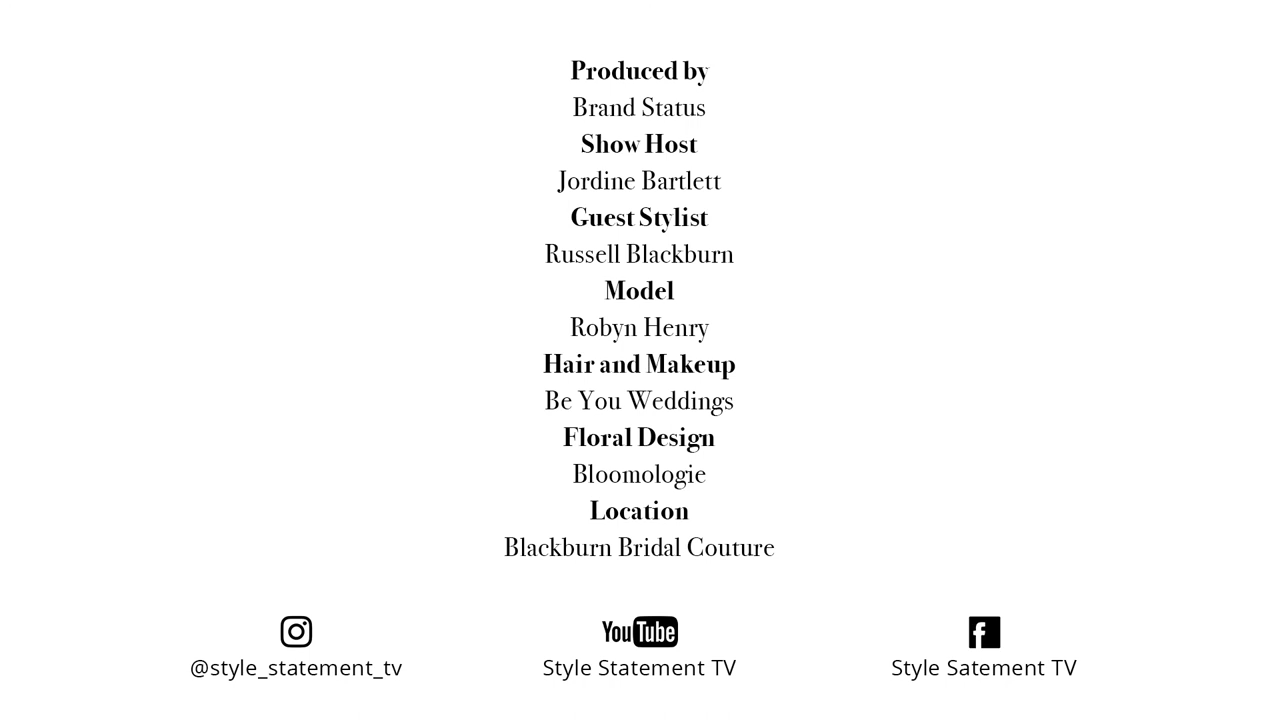 Produced by
Brand Status
Show Host
Jordine Bartlett
Guest Stylist
Russell Blackburn
Model
Robyn Henry
Hair and Makeup
Be You Weddings
Floral Design
Bloomologie
Location
Blackburn Bridal Couture
YouTube
@style_statement_tv
Style Statement TV
Style Satement TV